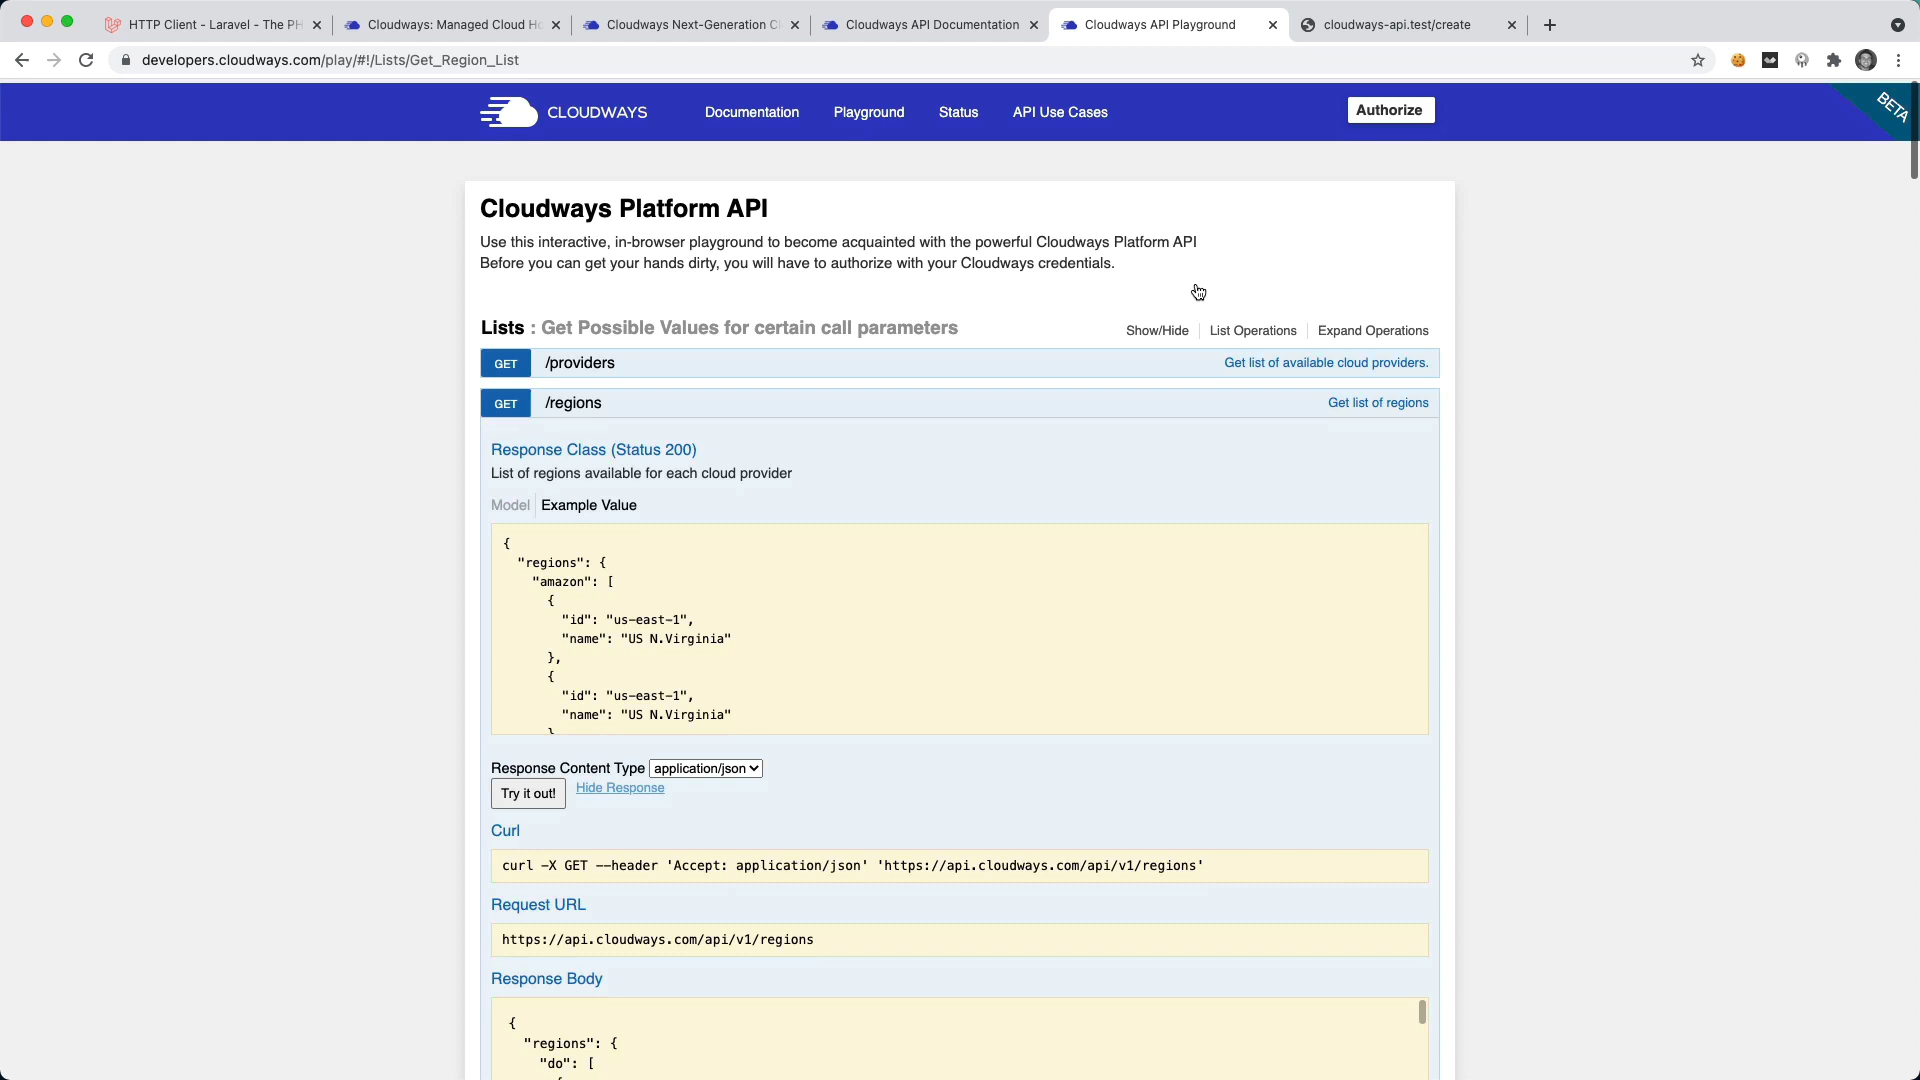 HTTP Client - Laravel - The PH
Cloudways: Managed Cloud Ho
Cloudways Next-Generation Cl
Cloudways API Documentation
Cloudways API Playground
cloudways-api.test/create
developers.cloudways.com/play/#!/Lists/Get_Region_List
CLOUDWAYS
Documentation
Playground
Status
API Use Cases
Authorize
BETA
Cloudways Platform API
Use this interactive, in-browser playground to become acquainted with the powerful Cloudways Platform API
Before you can get your hands dirty, you will have to authorize with your Cloudways credentials.
Lists : Get Possible Values for certain call parameters
Show/Hide
List Operations
Expand Operations
GET /providers
Get list of available cloud providers.
GET /regions
Get list of regions
Response Class (Status 200)
List of regions available for each cloud provider
Model
Example Value
{
"regions": {
"amazon": [
{
"id": "us-east-1",
"name": "US N.Virginia"
},
{
"id": "us-east-1",
"name": "US N.Virginia"
}
Response Content Type application/json
Try it out!
Hide Response
Curl
curl -X GET --header 'Accept: application/json' 'https://api.cloudways.com/api/v1/regions'
Request URL
https://api.cloudways.com/api/v1/regions
Response Body
{
"regions": {
"do": [
{